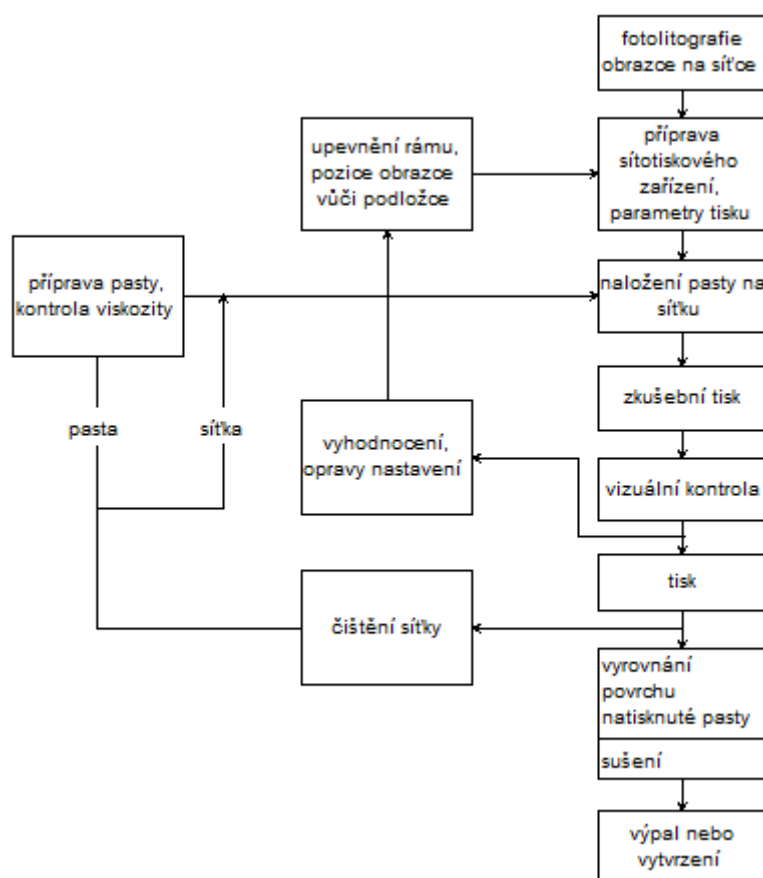 fotolitografie
obrazce na síťce
upevnění rámu,
pozice obrazce
vůči podložce
příprava
sítotiskového
zařízení,
parametry tisku
příprava pasty,
kontrola viskozity
naložení pasty na
síťku
zkušební tisk
pasta
síťka
vyhodnocení,
opravy nastavení
vizuální kontrola
tisk
čištění síťky
vyrovnání
povrchu
natisknuté pasty
sušení
výpal nebo
vytvrzení